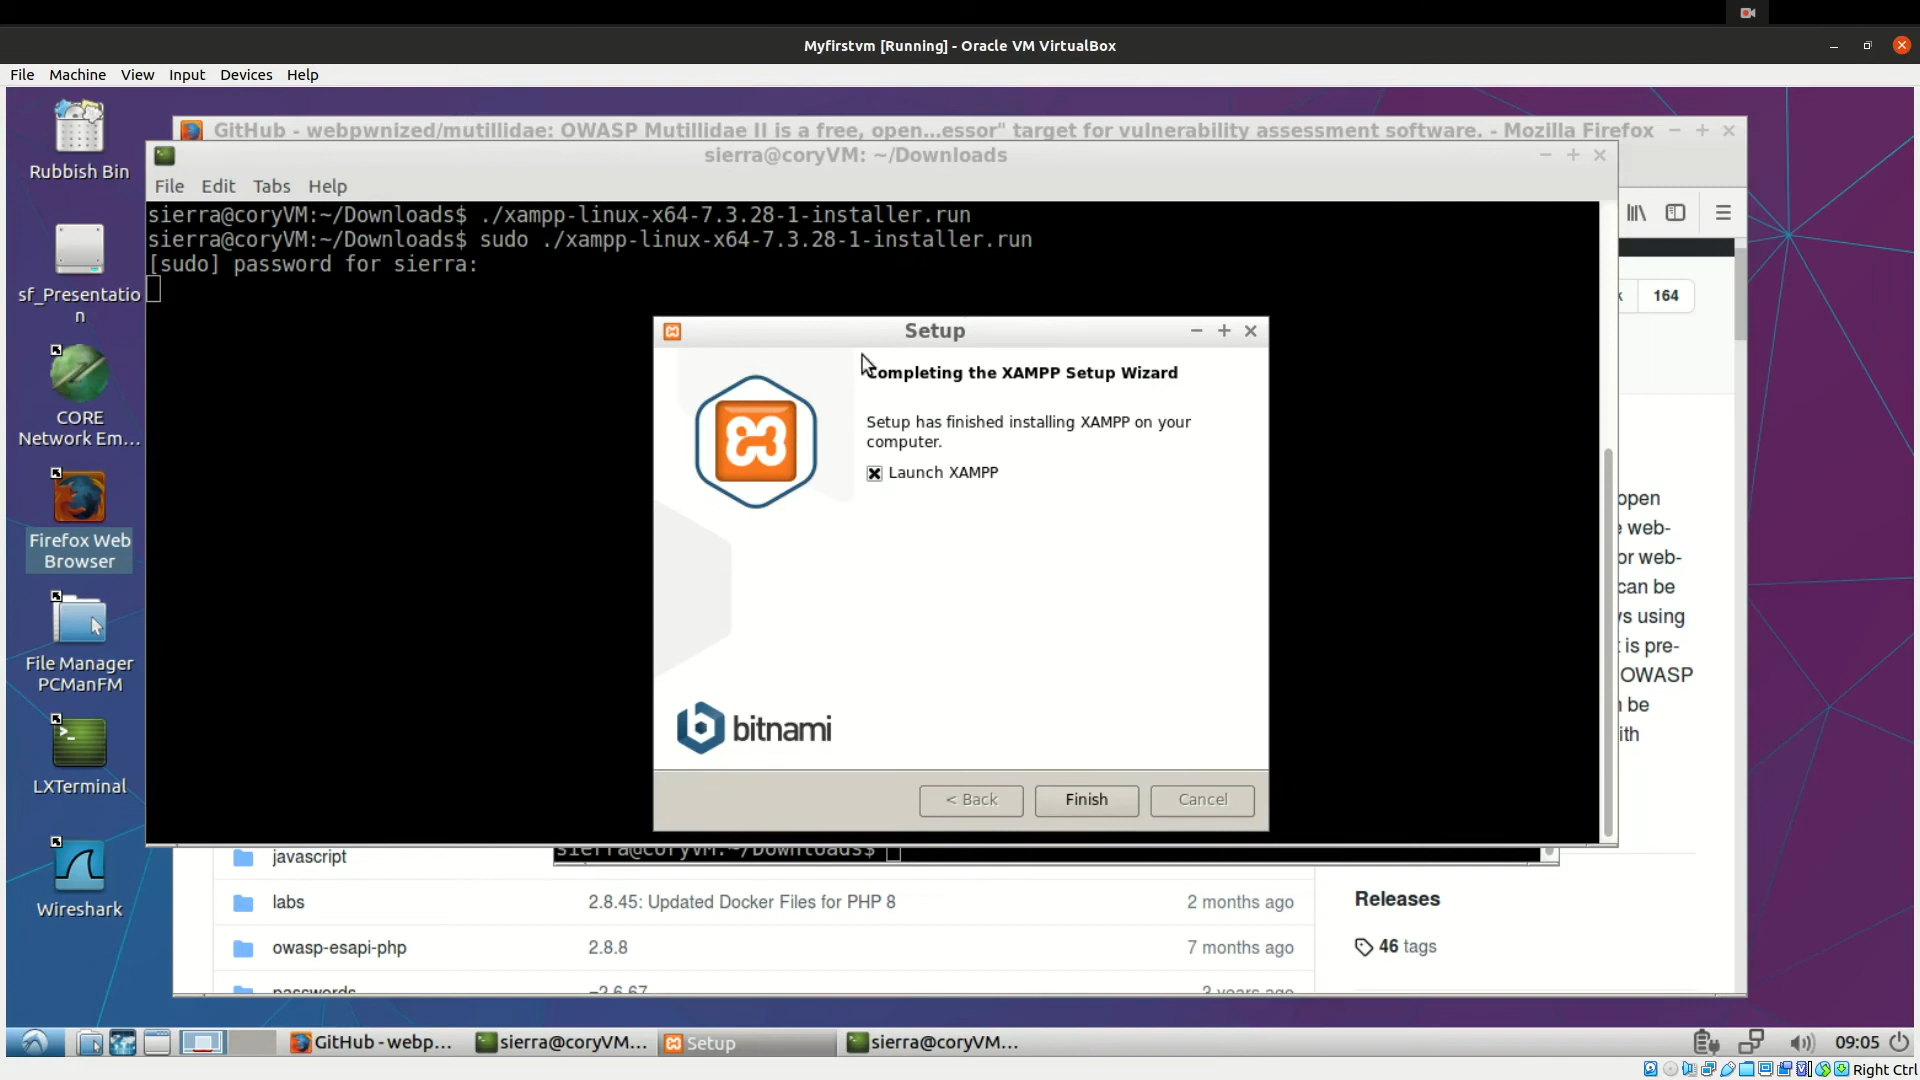 Myfirstvm [Running] - Oracle VM VirtualBox
File Machine View Input Devices Help
GitHub - webpwnized/mutillidae: OWASP Mutillidae II is a free, open...essor" target for vulnerability assessment software. - Mozilla Firefox
sierra@coryVM: ~/Downloads
File Edit Tabs Help
sierra@coryVM:~/Downloads$ ./xampp-linux-x64-7.3.28-1-installer.run
sierra@coryVM:~/Downloads$ sudo ./xampp-linux-x64-7.3.28-1-installer.run
[sudo] password for sierra:
Rubbish Bin
sf_Presentatio
n
CORE
Network Em...
Firefox Web
Browser
File Manager
PCManFM
LXTerminal
Wireshark
Setup
Completing the XAMPP Setup Wizard
Setup has finished installing XAMPP on your
computer.
Launch XAMPP
bitnami
< Back Finish Cancel
164
open
web-
or web-
can be
s using
is pre-
OWASP
be
ith
sierra@coryVM:~/Downloads$
javascript
labs 2.8.45: Updated Docker Files for PHP 8 2 months ago
owasp-esapi-php 2.8.8 7 months ago
passwords 3 years ago
Releases
46 tags
GitHub - webp... sierra@coryVM... Setup sierra@coryVM... 09:05
Right Ctrl